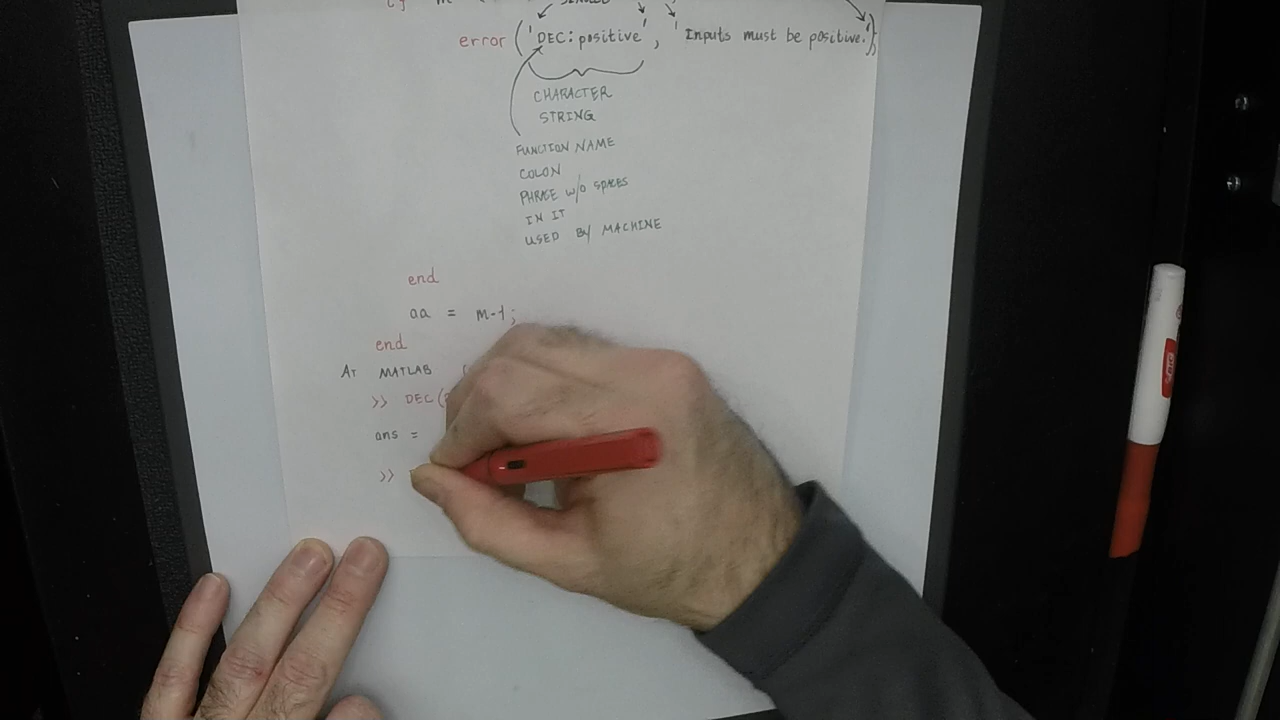 error ('DEC:positive', 'Inputs must be positive.');
CHARACTER
STRING
FUNCTION NAME
COLON
PHRASE W/O SPACES
IN IT
USED BY MACHINE
end
aa = m-1;
end
AT MATLAB
>> DEC(
ans =
>>